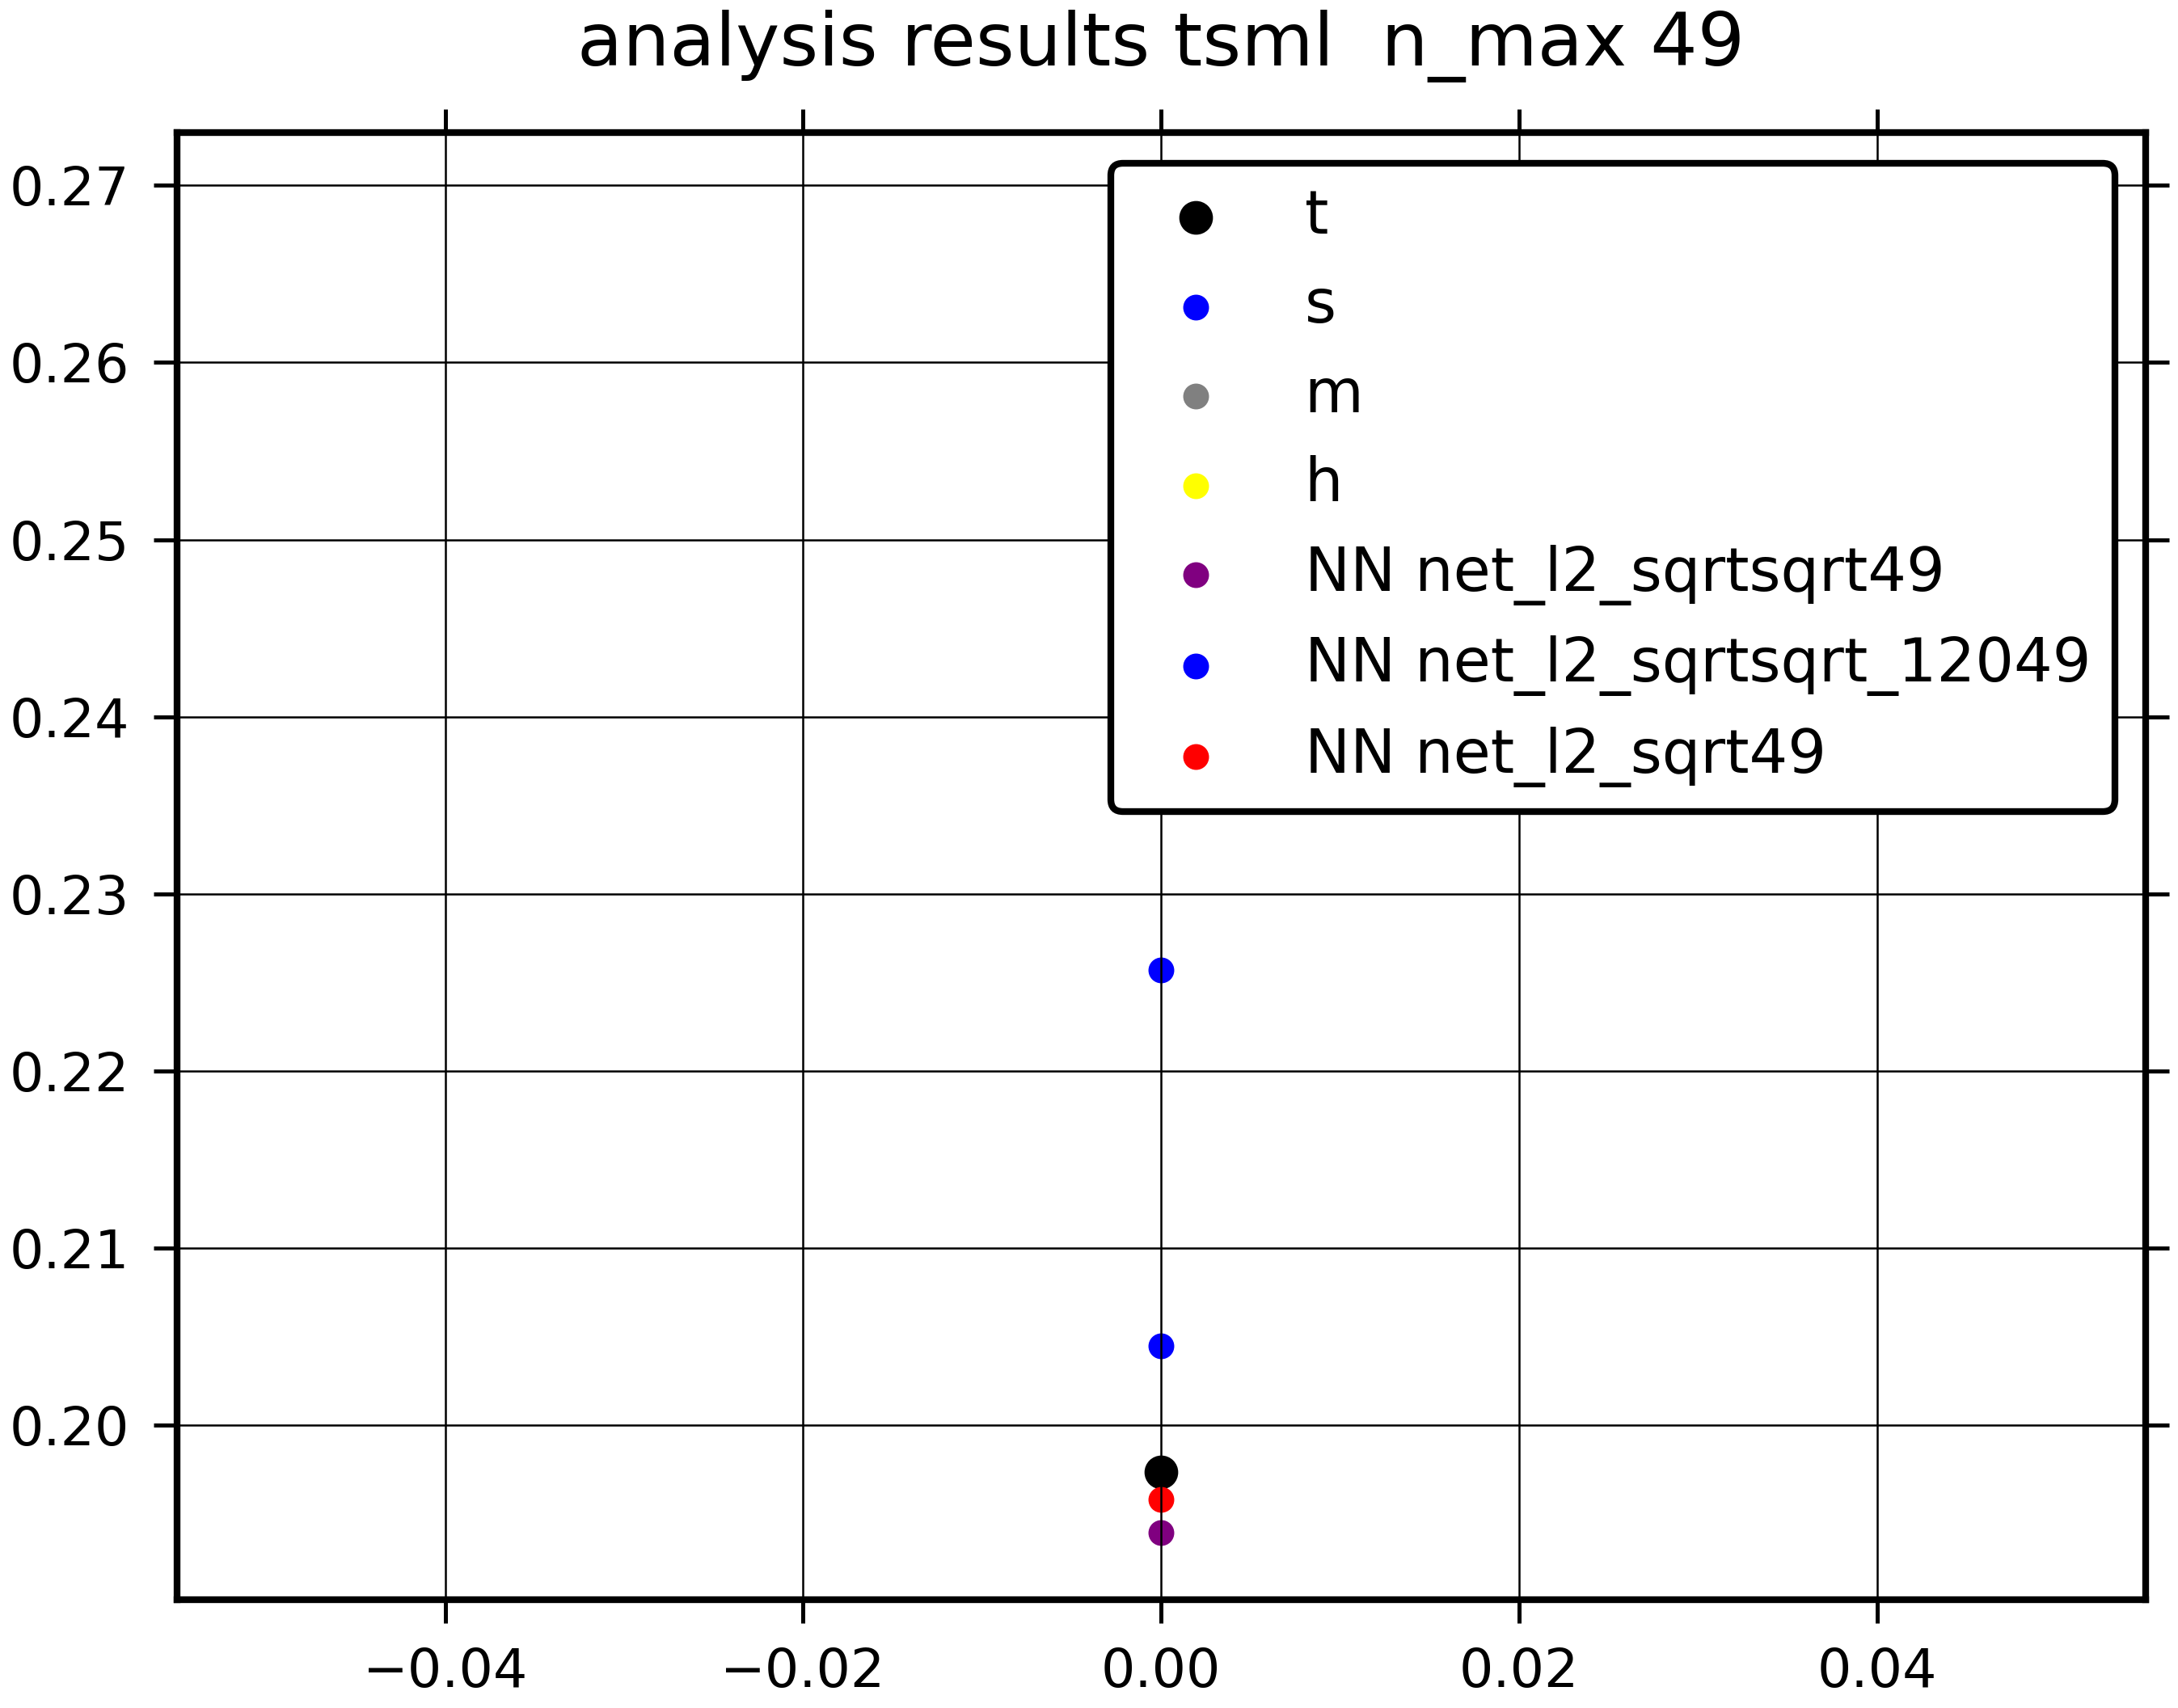 analysis results tsml  n_max 49
0.27
0.26
0.25
0.24
0.23
0.22
0.21
0.20
t
s
m
h
NN net_l2_sqrtsqrt49
NN net_l2_sqrtsqrt_12049
NN net_l2_sqrt49
−0.04 −0.02 0.00 0.02 0.04